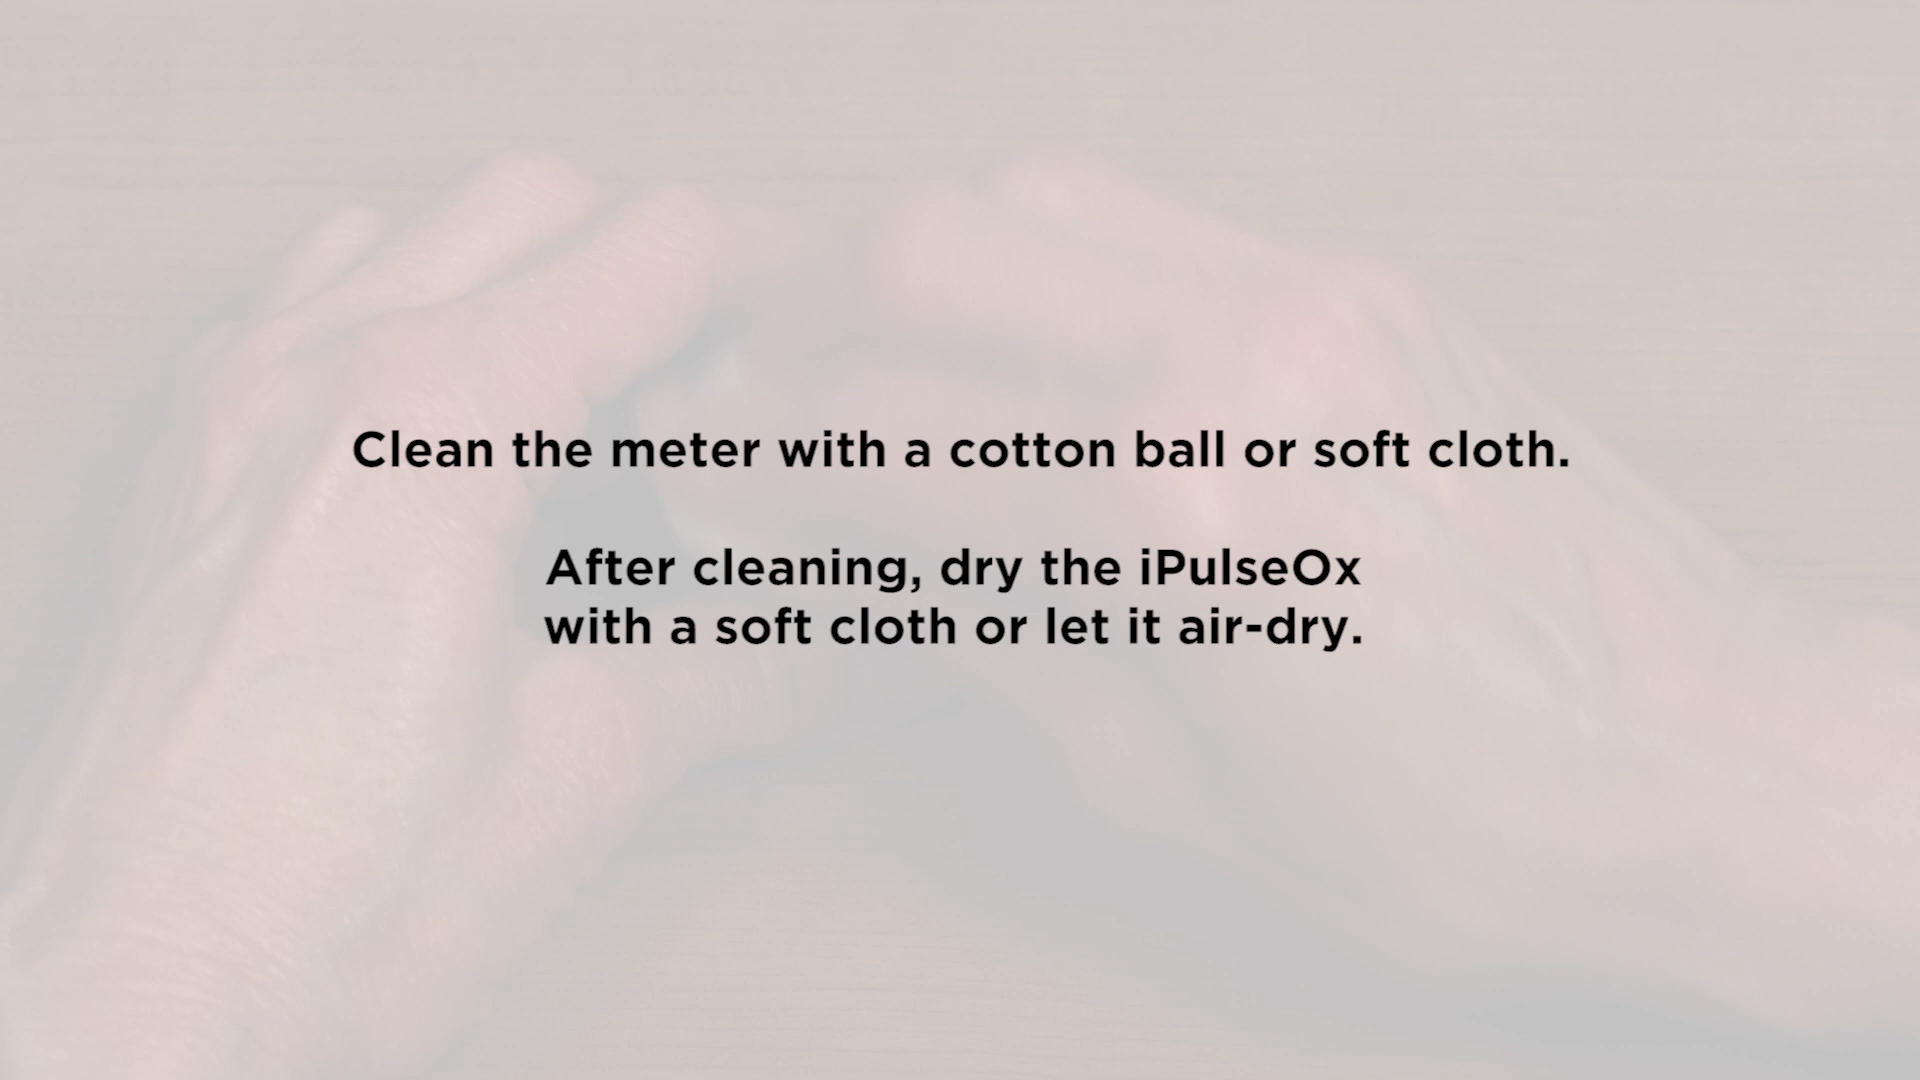 Clean the meter with a cotton ball or soft cloth.
After cleaning, dry the iPulseOx
with a soft cloth or let it air-dry.